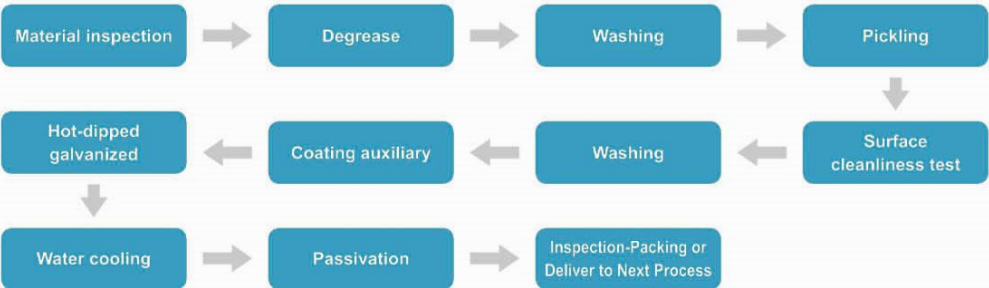 Material inspection
Degrease
Washing
Pickling
Surface
cleanliness test
Washing
Coating auxiliary
Hot-dipped
galvanized
Water cooling
Passivation
Inspection-Packing or
Deliver to Next Process